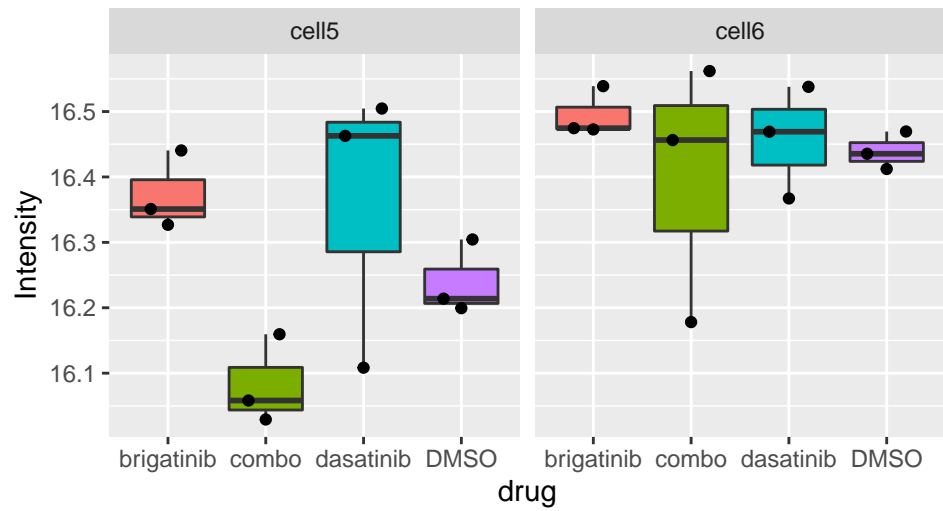 cell5 cell6
Intensity
16.5
16.4
16.3
16.2
16.1
brigatinib combo dasatinib DMSO brigatinib combo dasatinib DMSO
drug